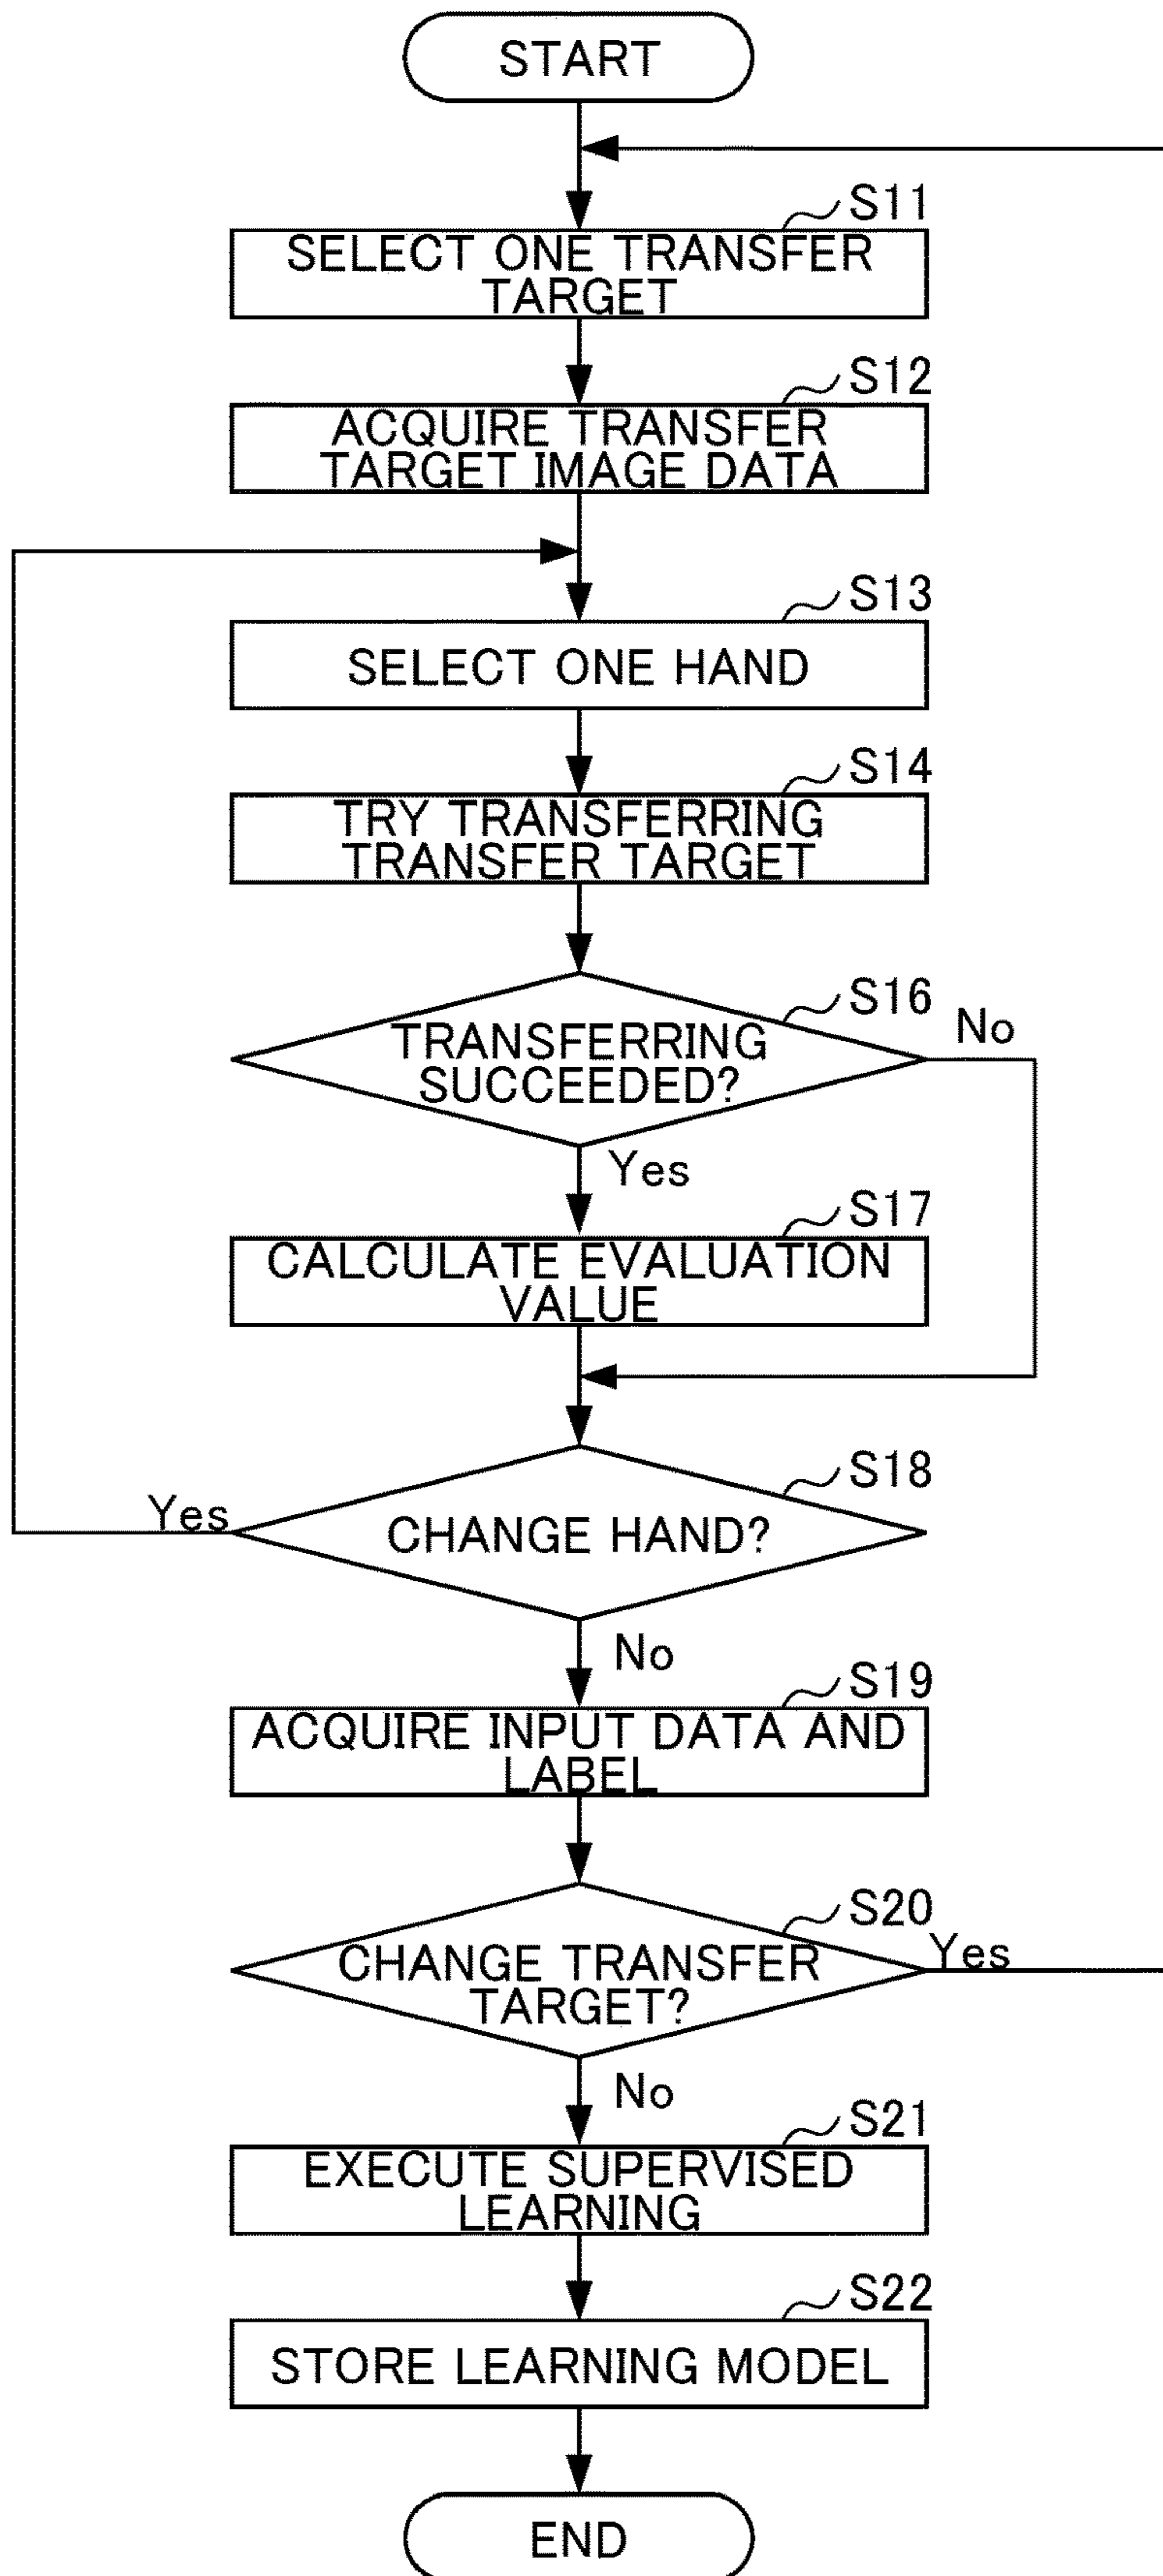 START
S11
SELECT ONE TRANSFER
TARGET
S12
ACQUIRE TRANSFER
TARGET IMAGE DATA
S13
SELECT ONE HAND
S14
TRY TRANSFERRING
TRANSFER TARGET
S16
No
TRANSFERRING
SUCCEEDED?
Yes
S17
CALCULATE EVALUATION
VALUE
S18
Yes
CHANGE HAND?
No
S19
ACQUIRE INPUT DATA AND
LABEL
S20
Yes
CHANGE TRANSFER
TARGET?
No
S21
EXECUTE SUPERVISED
LEARNING
S22
STORE LEARNING MODEL
END